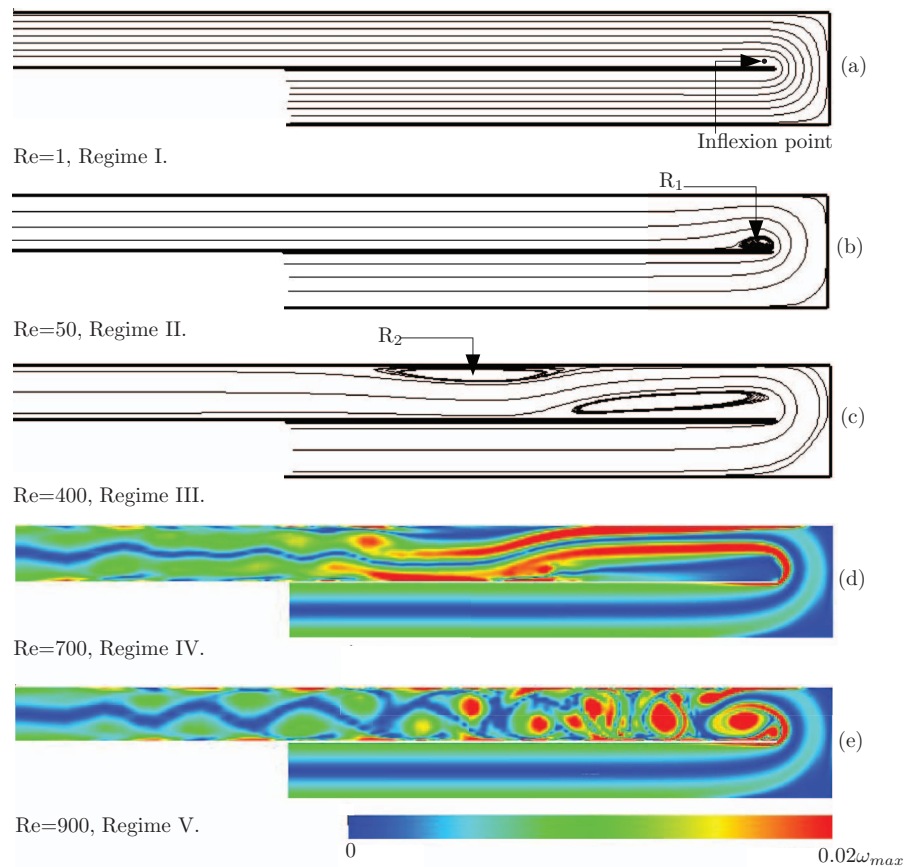 (a)
Inflexion point
Re=1, Regime I.
R₁
(b)
Re=50, Regime II.
R₂
(c)
Re=400, Regime III.
(d)
Re=700, Regime IV.
(e)
Re=900, Regime V.
0 0.02ωₘₐₓ